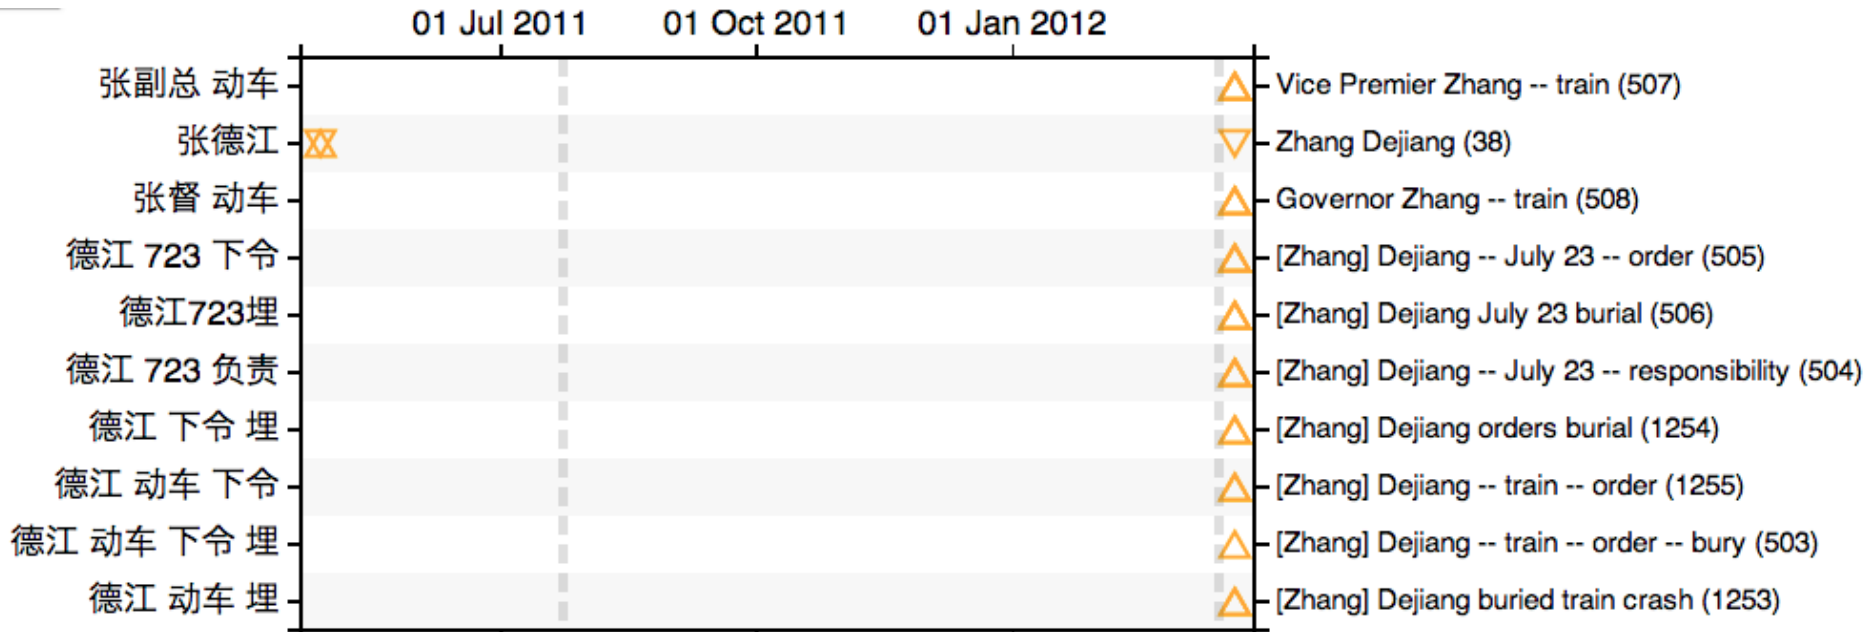 01 Jul 2011 01 Oct 2011 01 Jan 2012
张副总 动车 Vice Premier Zhang -- train (507)
张德江 Zhang Dejiang (38)
张督 动车 Governor Zhang -- train (508)
德江 723 下令 [Zhang] Dejiang -- July 23 -- order (505)
德江723埋 [Zhang] Dejiang July 23 burial (506)
德江 723 负责 [Zhang] Dejiang -- July 23 -- responsibility (504)
德江 下令 埋 [Zhang] Dejiang orders burial (1254)
德江 动车 下令 [Zhang] Dejiang -- train -- order (1255)
德江 动车 下令 埋 [Zhang] Dejiang -- train -- order -- bury (503)
德江 动车 埋 [Zhang] Dejiang buried train crash (1253)